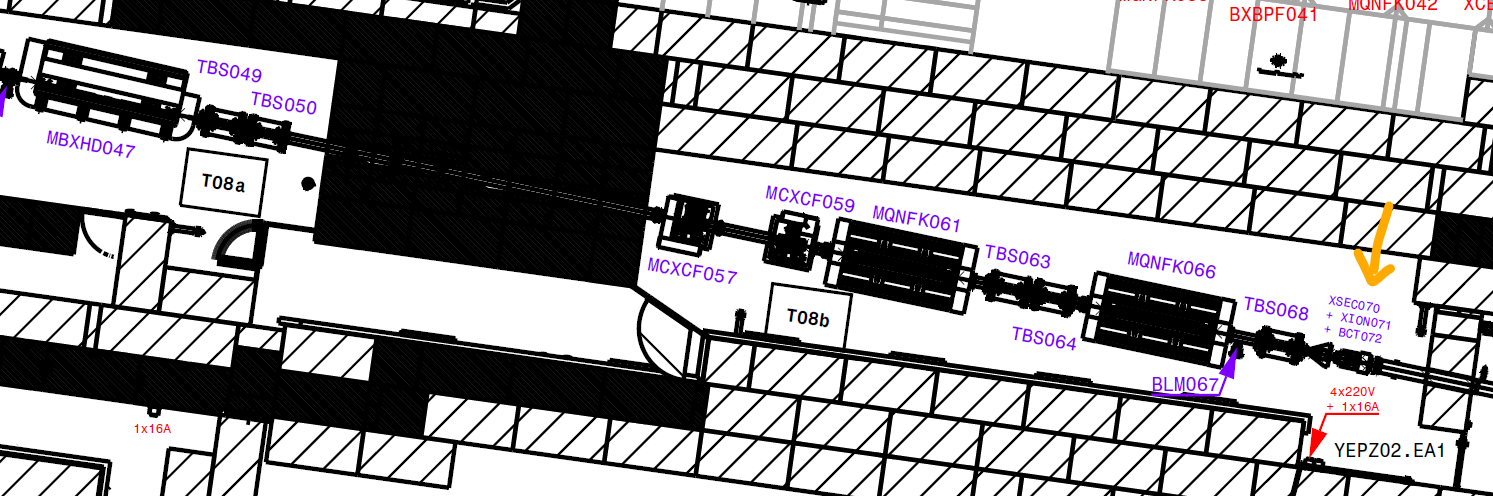 BXBPF041
MQNFK042
TBS049
TBS050
MBXHD047
T08a
MCXCF059
MQNFK061
MCXCF057
TBS063
MQNFK066
T08b
TBS064
TBS068
XSEC070
+ XION071
+ BCT072
BLM067
4x220V
+ 1x16A
1x16A
YEPZ02.EA1